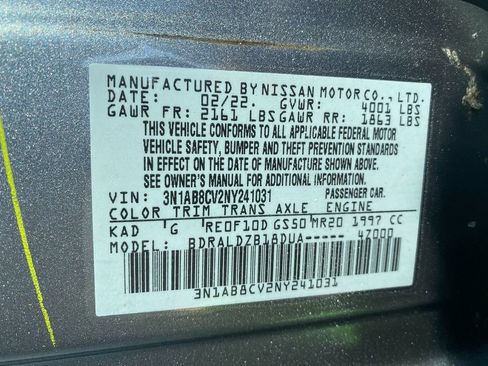 MANUFACTURED BY NISSAN MOTOR CO., LTD.
DATE: 02/22. GVWR: 4001 LBS
GAWR FR: 2161 LBS GAWR RR: 1863 LBS
THIS VEHICLE CONFORMS TO ALL APPLICABLE FEDERAL MOTOR
VEHICLE SAFETY, BUMPER AND THEFT PREVENTION STANDARDS
IN EFFECT ON THE DATE OF MANUFACTURE SHOWN ABOVE.
SEE OWNER'S MANUAL FOR ADDITIONAL INFORMATION.
VIN: 3N1AB8CV2NY241031 PASSENGER CAR.
COLOR TRIM TRANS AXLE ENGINE
KAD G RE0F10D GS50 MR20 1997 CC
MODEL: BDRALDZB18DUA----- 47000
3N1AB8CV2NY241031